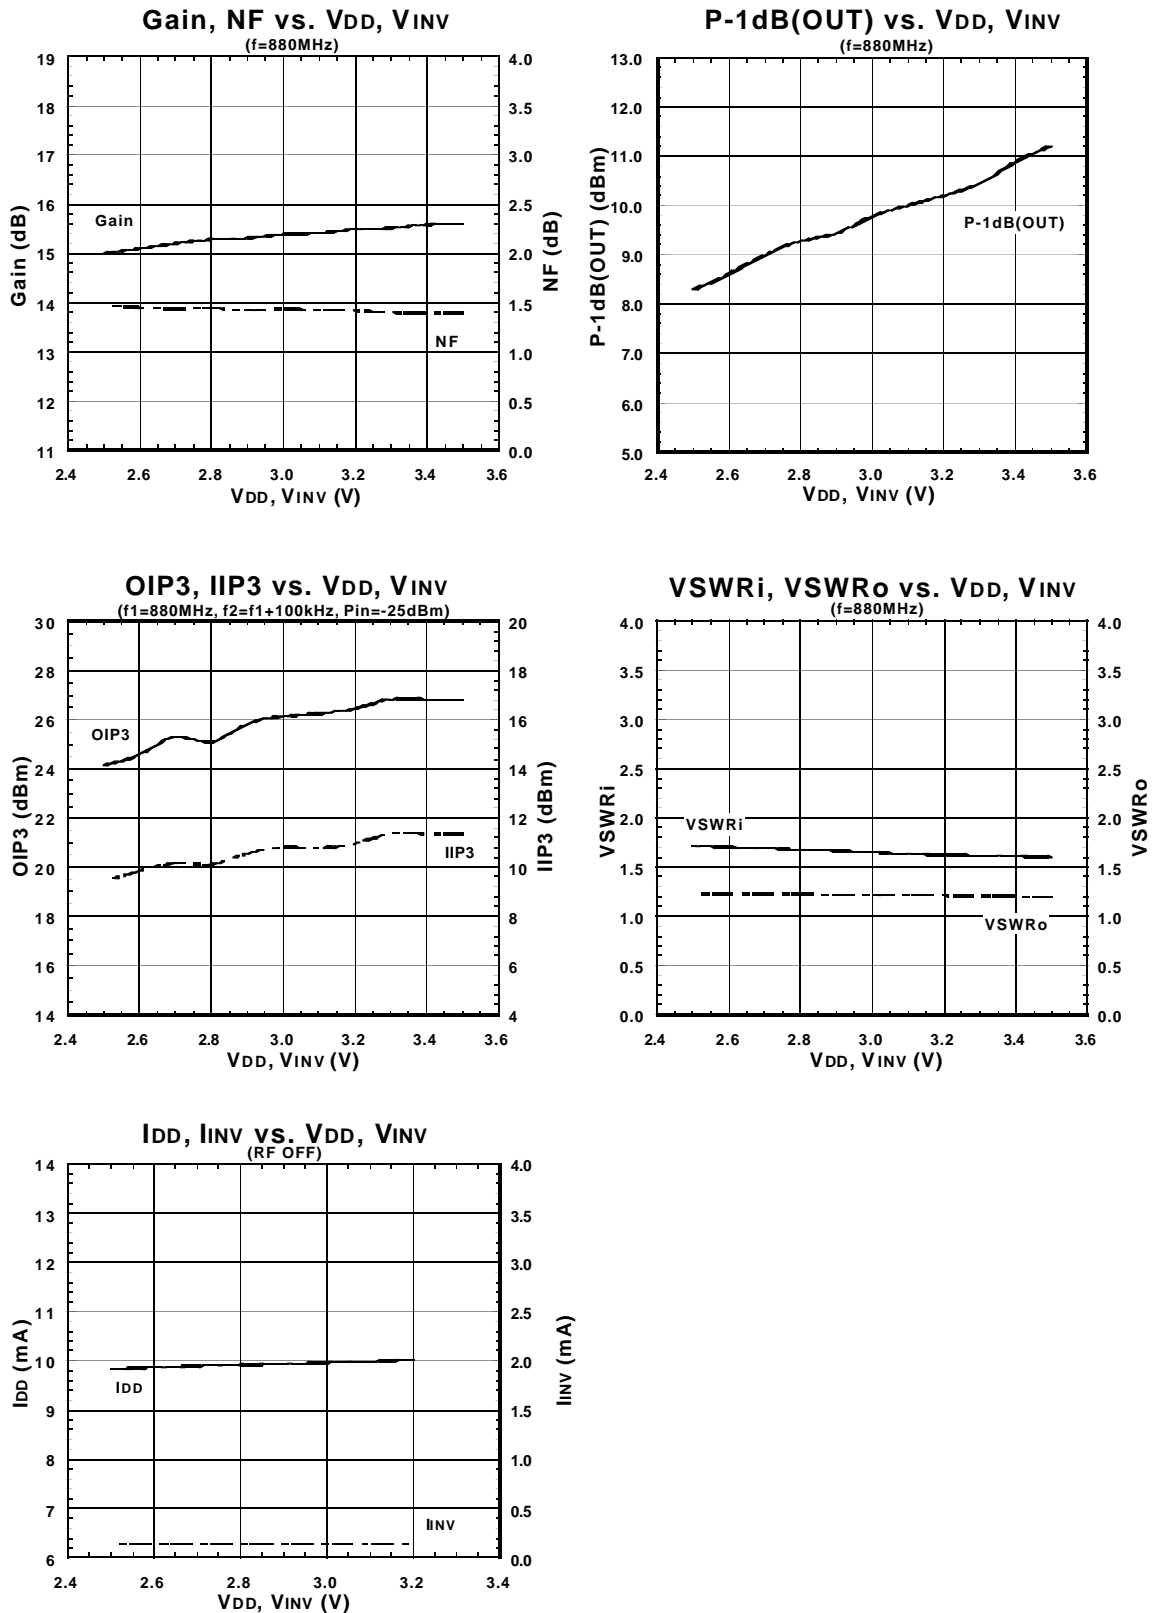 Gain, NF vs. VDD, VINV
(f=880MHz)
19
18
17
16
15
14
13
12
11
4.0
3.5
3.0
2.5
2.0
1.5
1.0
0.5
0.0
Gain (dB)
NF (dB)
Gain
NF
2.4 2.6 2.8 3.0 3.2 3.4 3.6
VDD, VINV (V)
P-1dB(OUT) vs. VDD, VINV
(f=880MHz)
13.0
12.0
11.0
10.0
9.0
8.0
7.0
6.0
5.0
P-1dB(OUT) (dBm)
P-1dB(OUT)
2.4 2.6 2.8 3.0 3.2 3.4 3.6
VDD, VINV (V)
OIP3, IIP3 vs. VDD, VINV
(f1=880MHz, f2=f1+100kHz, Pin=-25dBm)
30
28
26
24
22
20
18
16
14
20
18
16
14
12
10
8
6
4
OIP3 (dBm)
IIP3 (dBm)
OIP3
IIP3
2.4 2.6 2.8 3.0 3.2 3.4 3.6
VDD, VINV (V)
VSWRi, VSWRo vs. VDD, VINV
(f=880MHz)
4.0
3.5
3.0
2.5
2.0
1.5
1.0
0.5
0.0
4.0
3.5
3.0
2.5
2.0
1.5
1.0
0.5
0.0
VSWRi
VSWRo
VSWRi
VSWRo
2.4 2.6 2.8 3.0 3.2 3.4 3.6
VDD, VINV (V)
IDD, IINV vs. VDD, VINV
(RF OFF)
14
13
12
11
10
9
8
7
6
4.0
3.5
3.0
2.5
2.0
1.5
1.0
0.5
0.0
IDD (mA)
IINV (mA)
IDD
IINV
2.4 2.6 2.8 3.0 3.2 3.4
VDD, VINV (V)